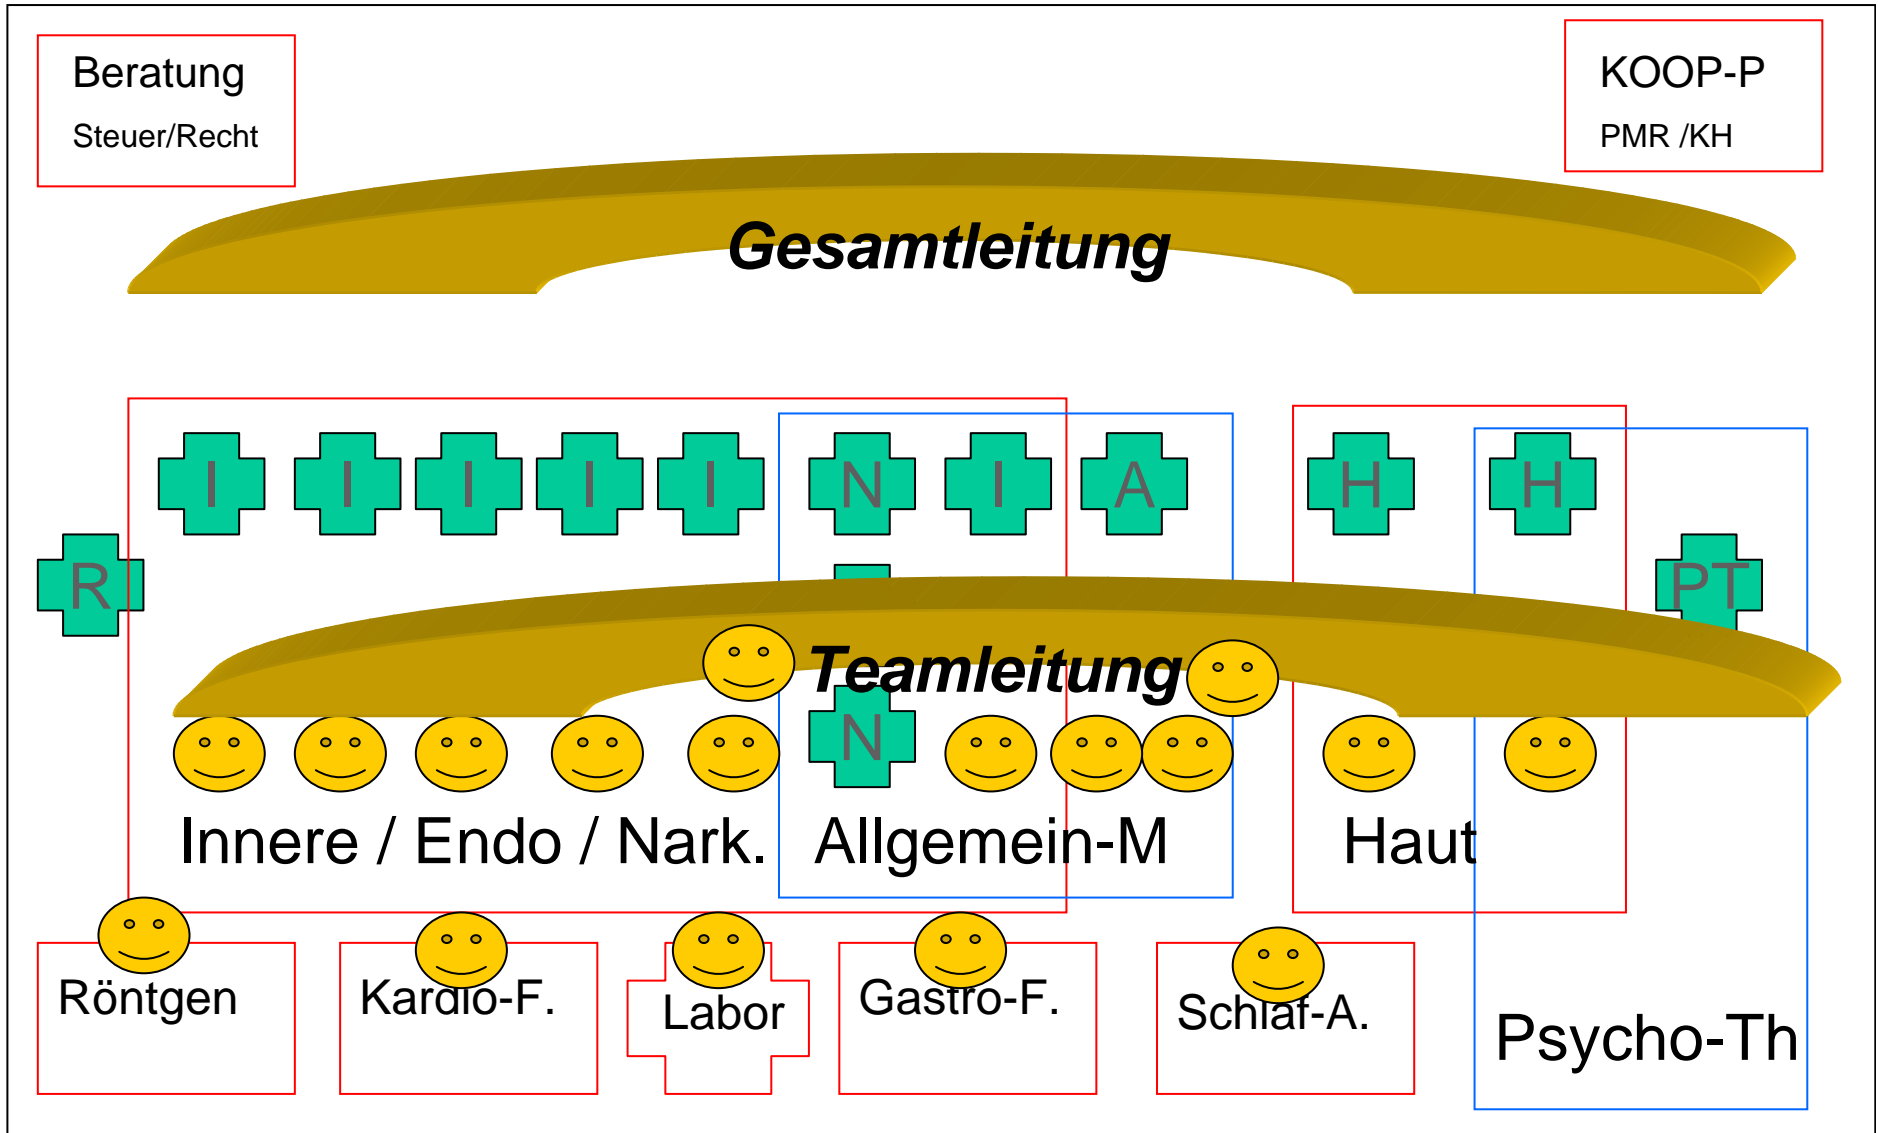 Beratung
Steuer/Recht
KOOP-P
PMR /KH
Gesamtleitung
I I I I I N I A H H
R
PT
Teamleitung
N
Innere / Endo / Nark.
Allgemein-M
Haut
Röntgen
Kardio-F.
Labor
Gastro-F.
Schlaf-A.
Psycho-Th